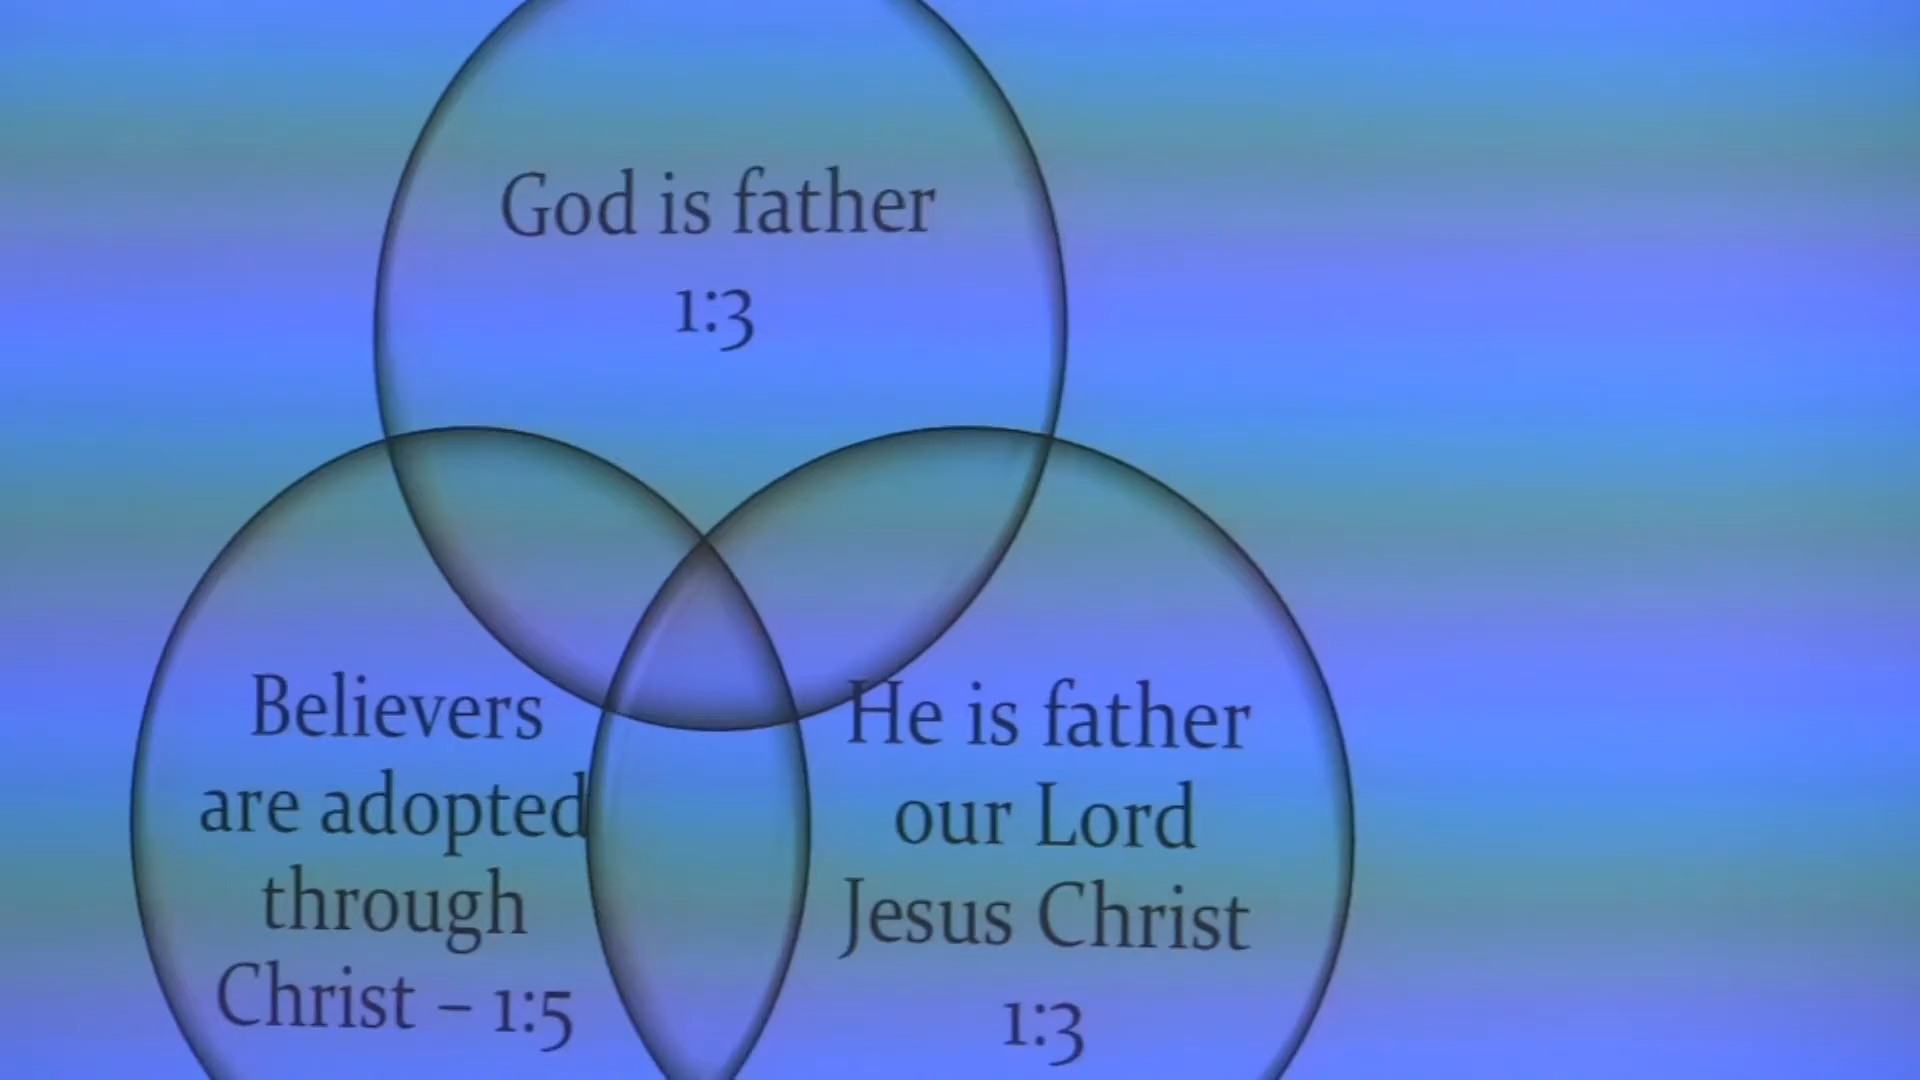 God is father
1:3
Believers
are adopted
through
Christ – 1:5
He is father
our Lord
Jesus Christ
1:3